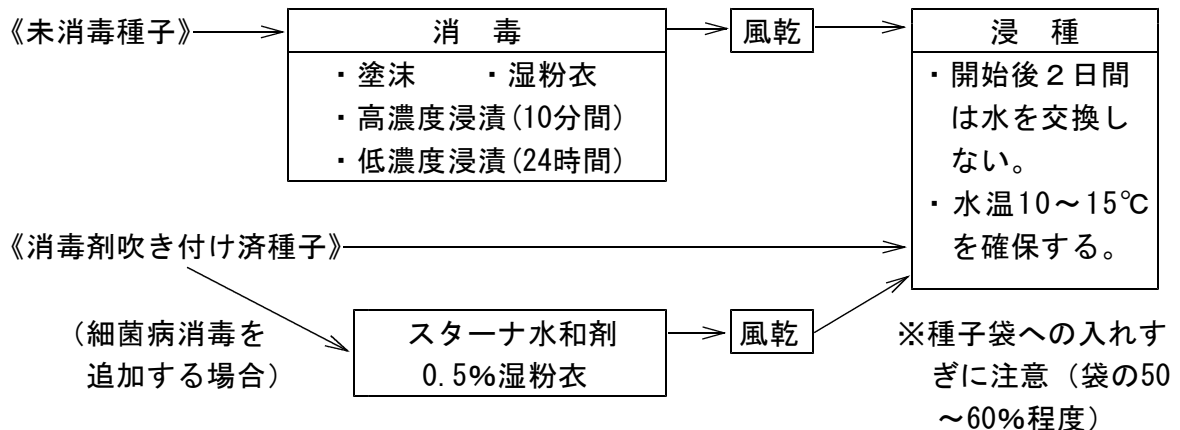 《未消毒種子》
消　毒
・塗沫　　・湿粉衣
・高濃度浸漬(10分間)
・低濃度浸漬(24時間)
風乾
浸　種
・開始後２日間
は水を交換し
ない。
・水温10～15℃
を確保する。
《消毒剤吹き付け済種子》
（細菌病消毒を
追加する場合）
スターナ水和剤
0.5%湿粉衣
風乾
※種子袋への入れす
ぎに注意（袋の50
～60%程度）